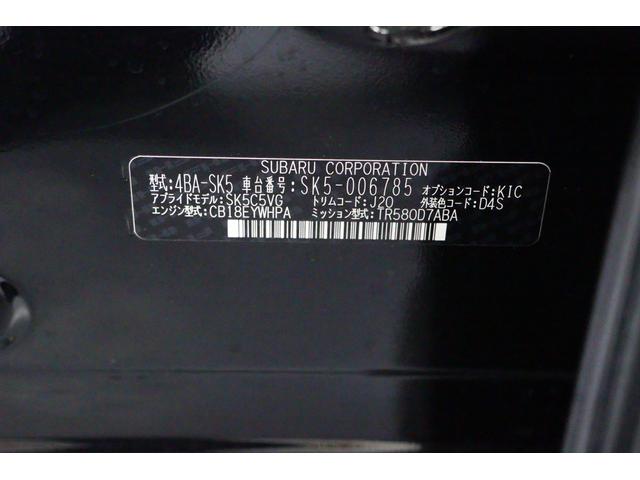 SUBARU CORPORATION
型式:4BA-SK5 車台番号:SK5-006785 オプションコード:KIC
アプライドモデル:SK5C5VG トリムコード:J20 外装色コード:D4S
エンジン型式:CB18EYWHPA ミッション型式:TR580D7ABA